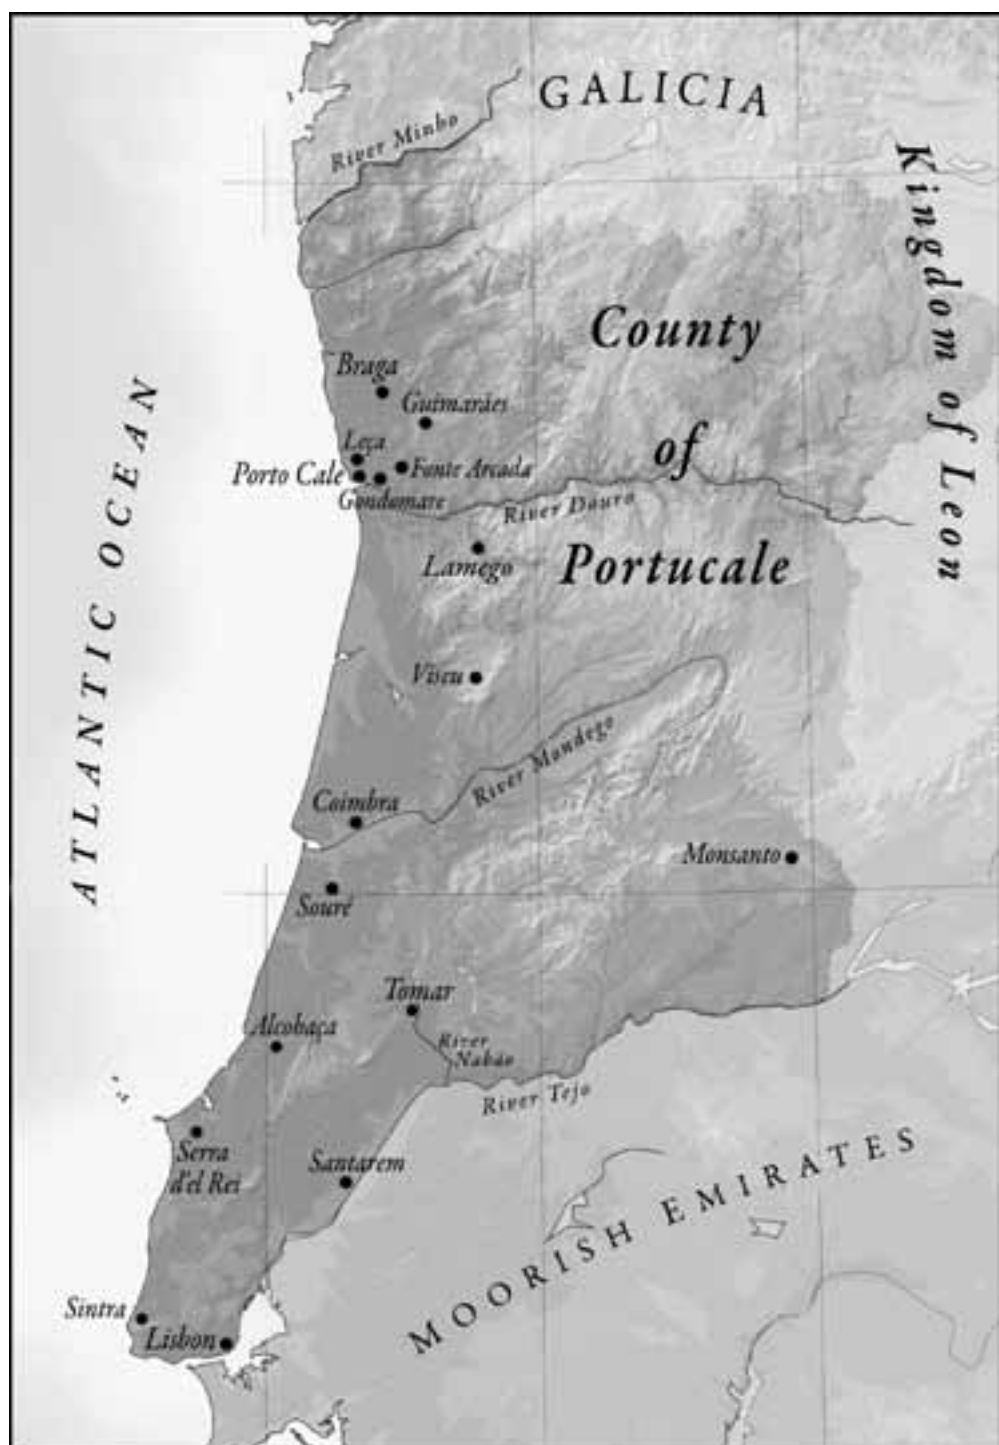 GALICIA
River Minho
Kingdom of Leon
County
of
Portucale
Braga
Guimarães
Leça
Porto Cale
Fonte Arcada
Gondomare
River Douro
Lamego
ATLANTIC OCEAN
Viseu
River Mondego
Coimbra
Monsanto
Souré
Tomar
Alcobaça
River
Nabão
River Tejo
Serra
d'el Rei
Santarem
MOORISH EMIRATES
Sintra
Lisbon